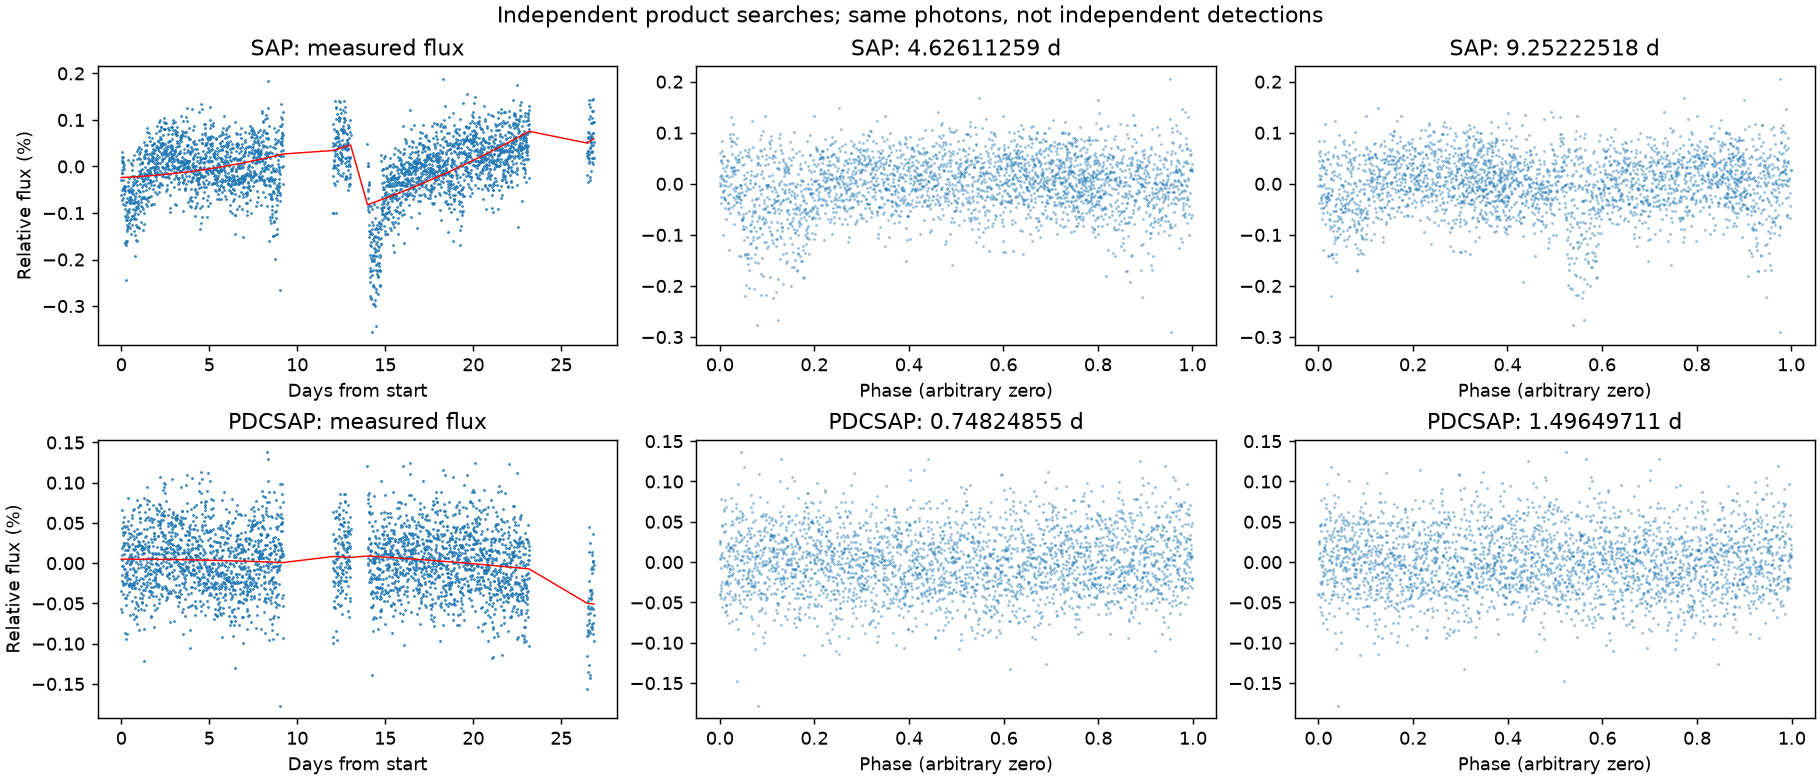 Independent product searches; same photons, not independent detections
SAP: measured flux
SAP: 4.62611259 d
SAP: 9.25222518 d
Relative flux (%)
0.2
0.1
0.0
−0.1
−0.2
−0.3
0 5 10 15 20 25
Days from start
0.2
0.1
0.0
−0.1
−0.2
−0.3
0.0 0.2 0.4 0.6 0.8 1.0
Phase (arbitrary zero)
0.2
0.1
0.0
−0.1
−0.2
−0.3
0.0 0.2 0.4 0.6 0.8 1.0
Phase (arbitrary zero)
PDCSAP: measured flux
PDCSAP: 0.74824855 d
PDCSAP: 1.49649711 d
Relative flux (%)
0.15
0.10
0.05
0.00
−0.05
−0.10
−0.15
0 5 10 15 20 25
Days from start
0.15
0.10
0.05
0.00
−0.05
−0.10
−0.15
0.0 0.2 0.4 0.6 0.8 1.0
Phase (arbitrary zero)
0.15
0.10
0.05
0.00
−0.05
−0.10
−0.15
0.0 0.2 0.4 0.6 0.8 1.0
Phase (arbitrary zero)